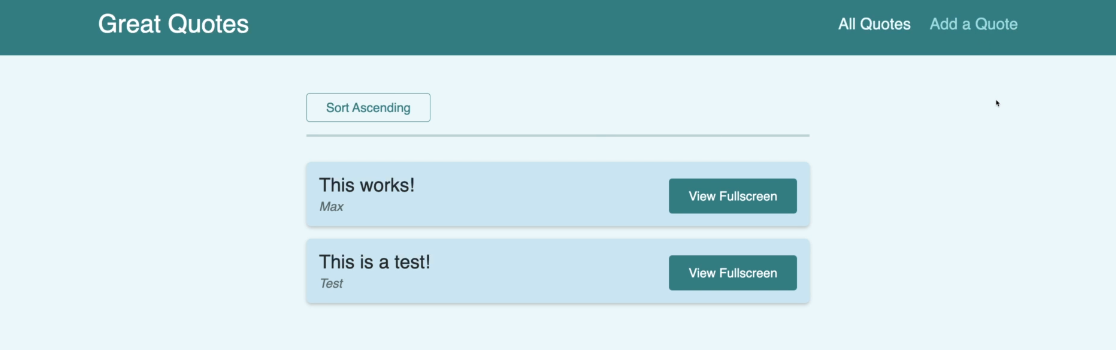 Great Quotes
All Quotes
Add a Quote
Sort Ascending
This works!
Max
View Fullscreen
This is a test!
Test
View Fullscreen